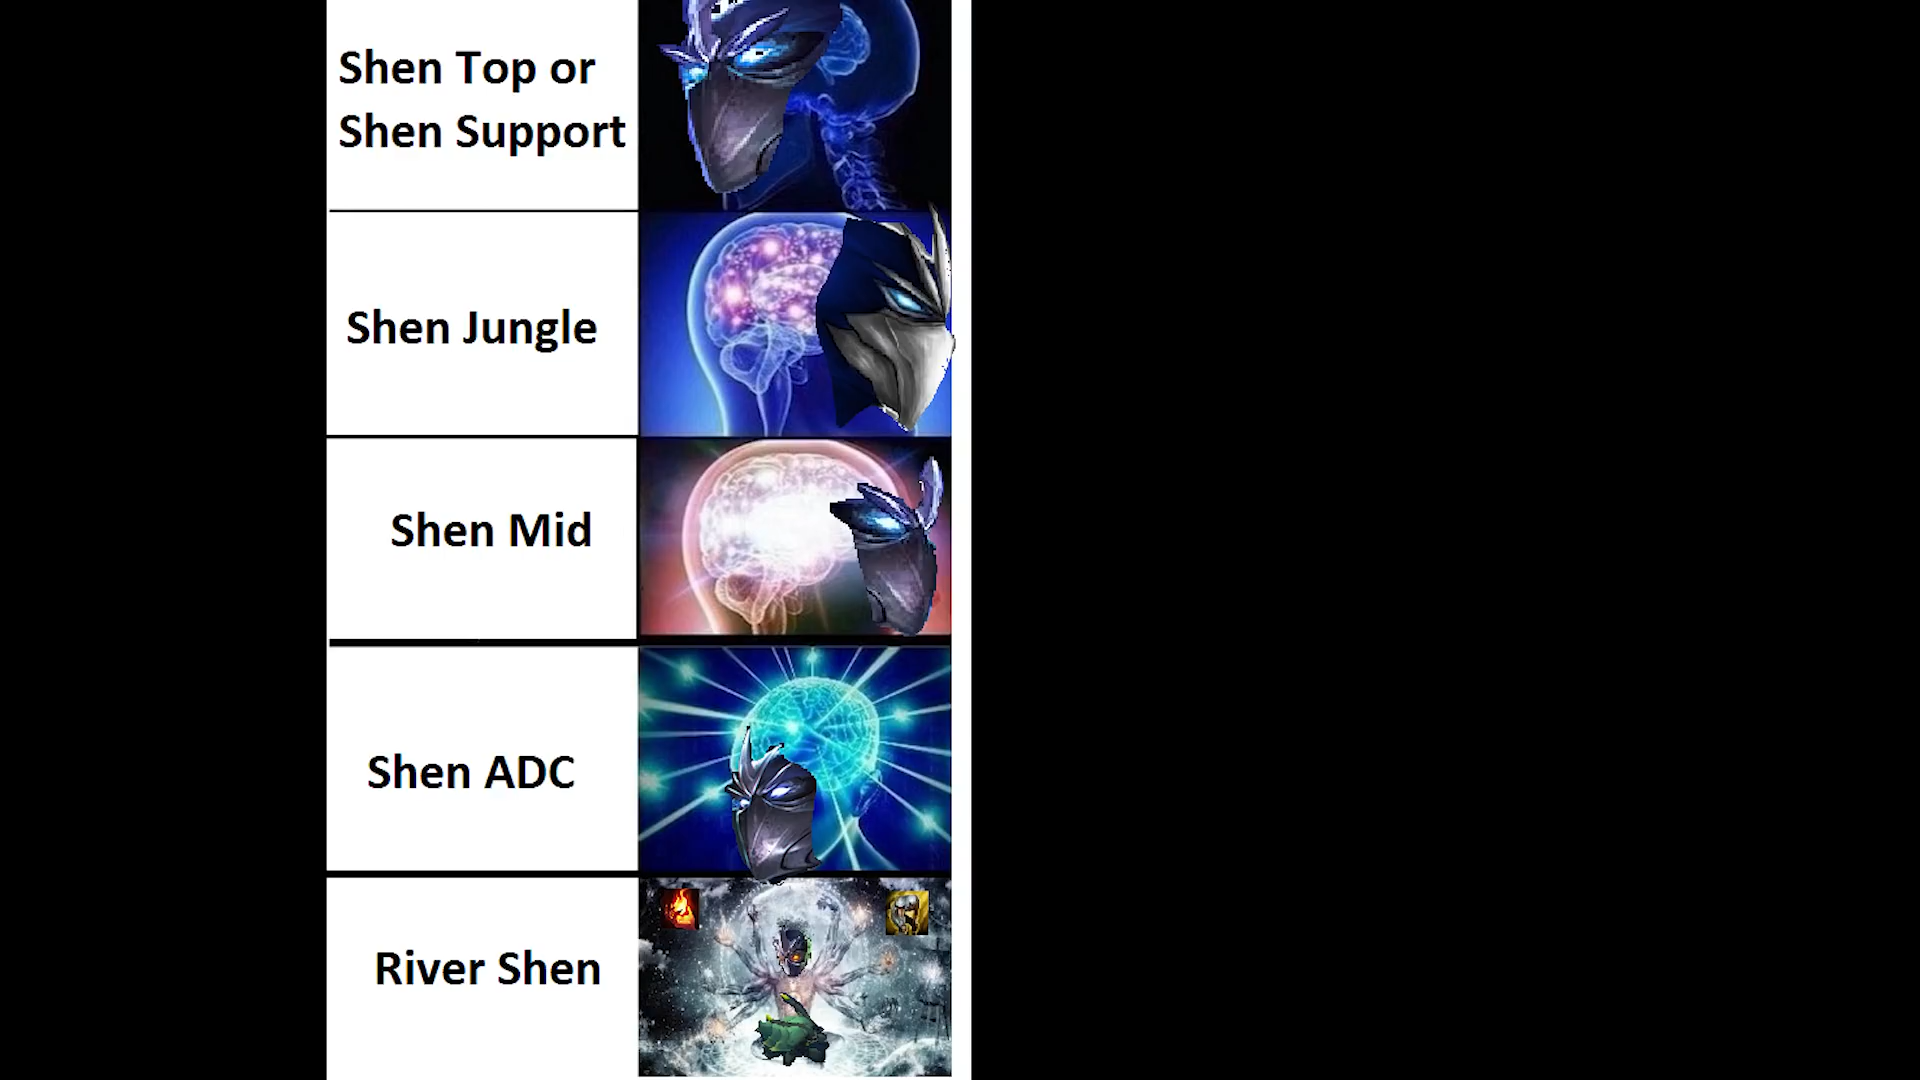 Shen Top or
Shen Support
Shen Jungle
Shen Mid
Shen ADC
River Shen